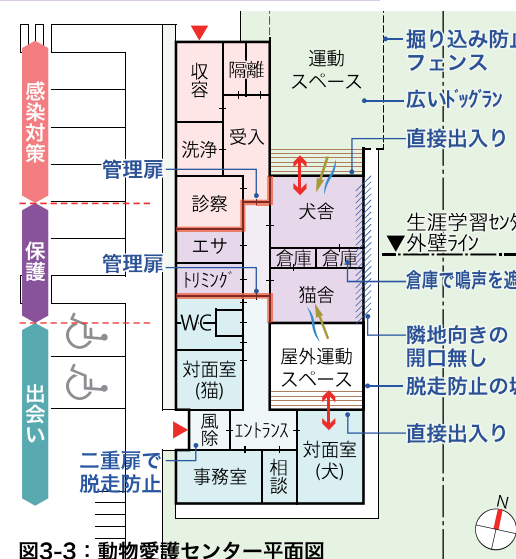 感染対策
保護
出会い
収容
隔離
受入
洗浄
診察
エサ
トリミング
WC
対面室
(猫)
風除
エントランス
事務室
相談
対面室
(犬)
運動
スペース
犬舎
倉庫
倉庫
猫舎
屋外運動
スペース
管理扉
管理扉
二重扉で
脱走防止
掘り込み防止
フェンス
広いドッグラン
直接出入り
生涯学習セン
外壁ライン
倉庫で鳴声を
隣地向きの
開口無し
脱走防止の
直接出入り
N
図3-3：動物愛護センター平面図